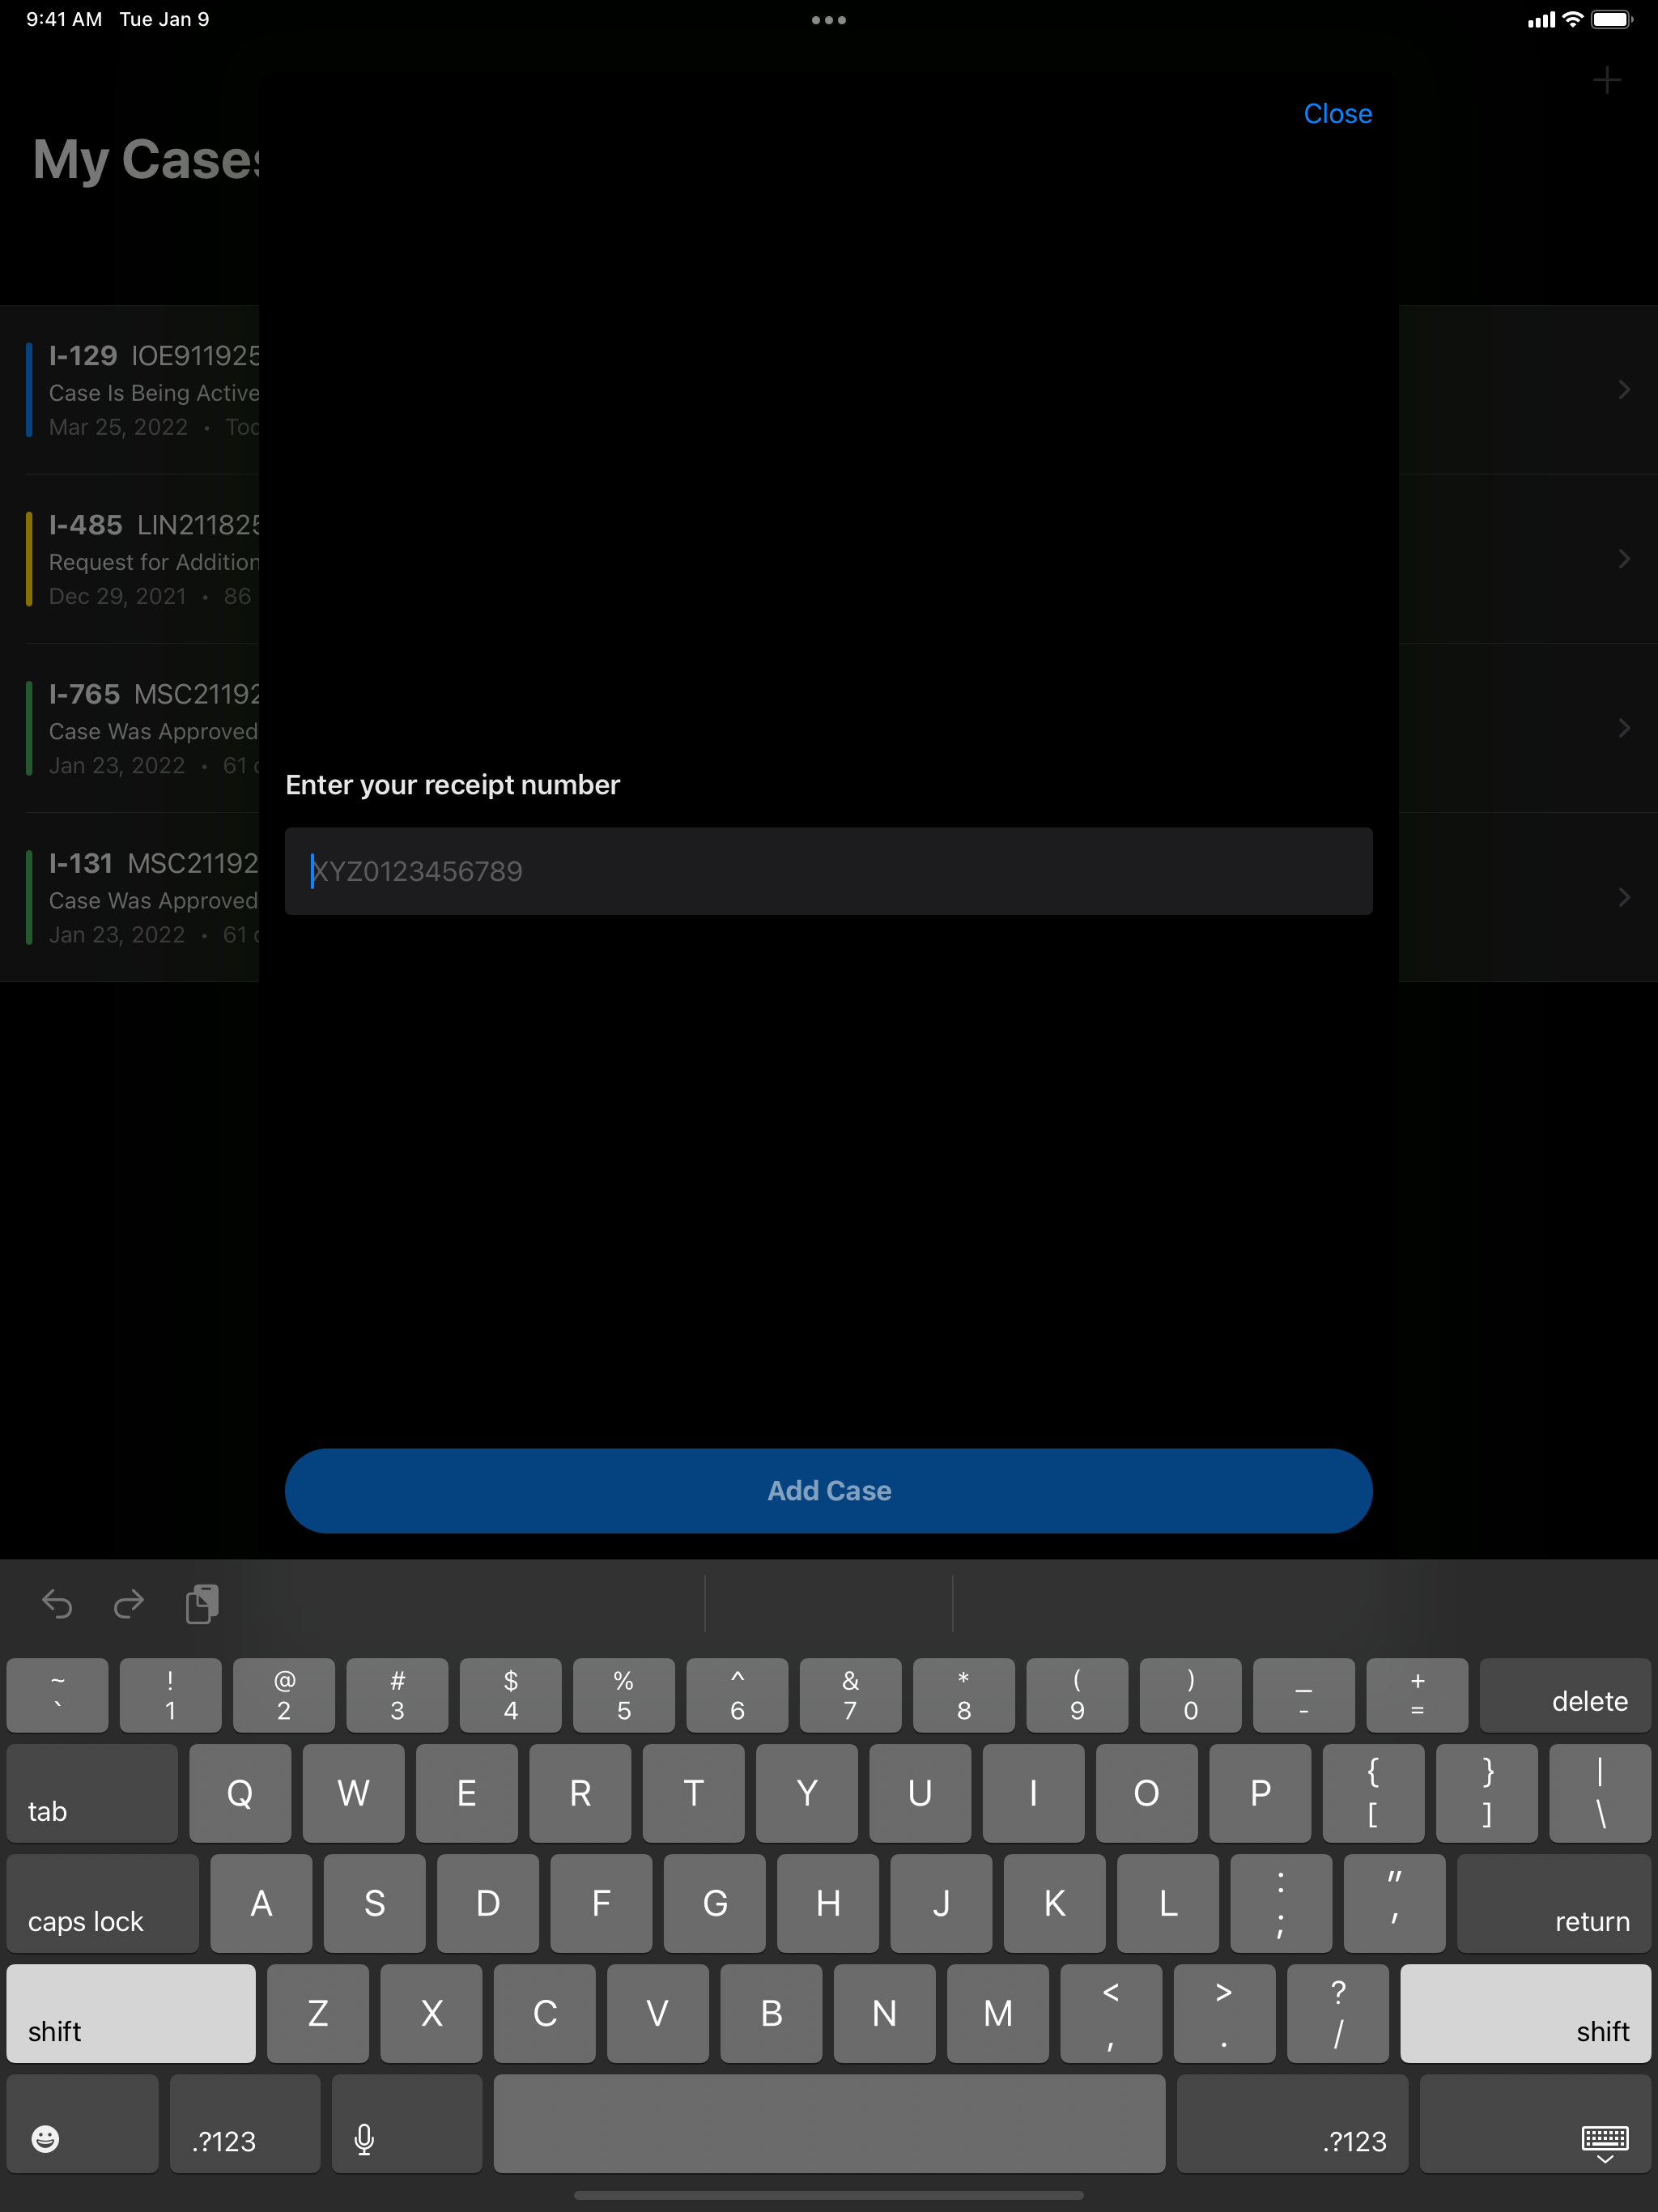 9:41 AM Tue Jan 9
Close
My Cases
I-129 IOE911925
Case Is Being Active
Mar 25, 2022 •
I-485 LIN211825
Request for Addition
Dec 29, 2021 • 86
I-765 MSC21192
Case Was Approved
Jan 23, 2022 • 61
Enter your receipt number
XYZ0123456789
I-131 MSC21192
Case Was Approved
Jan 23, 2022 • 61
Add Case
~ ! @ # $ % ^ & * ( ) _ +
` 1 2 3 4 5 6 7 8 9 0 - = delete
tab Q W E R T Y U I O P { [ } ] | \
caps lock A S D F G H J K L : ; " ' return
shift Z X C V B N M < , > . ? / shift
.?123 .?123